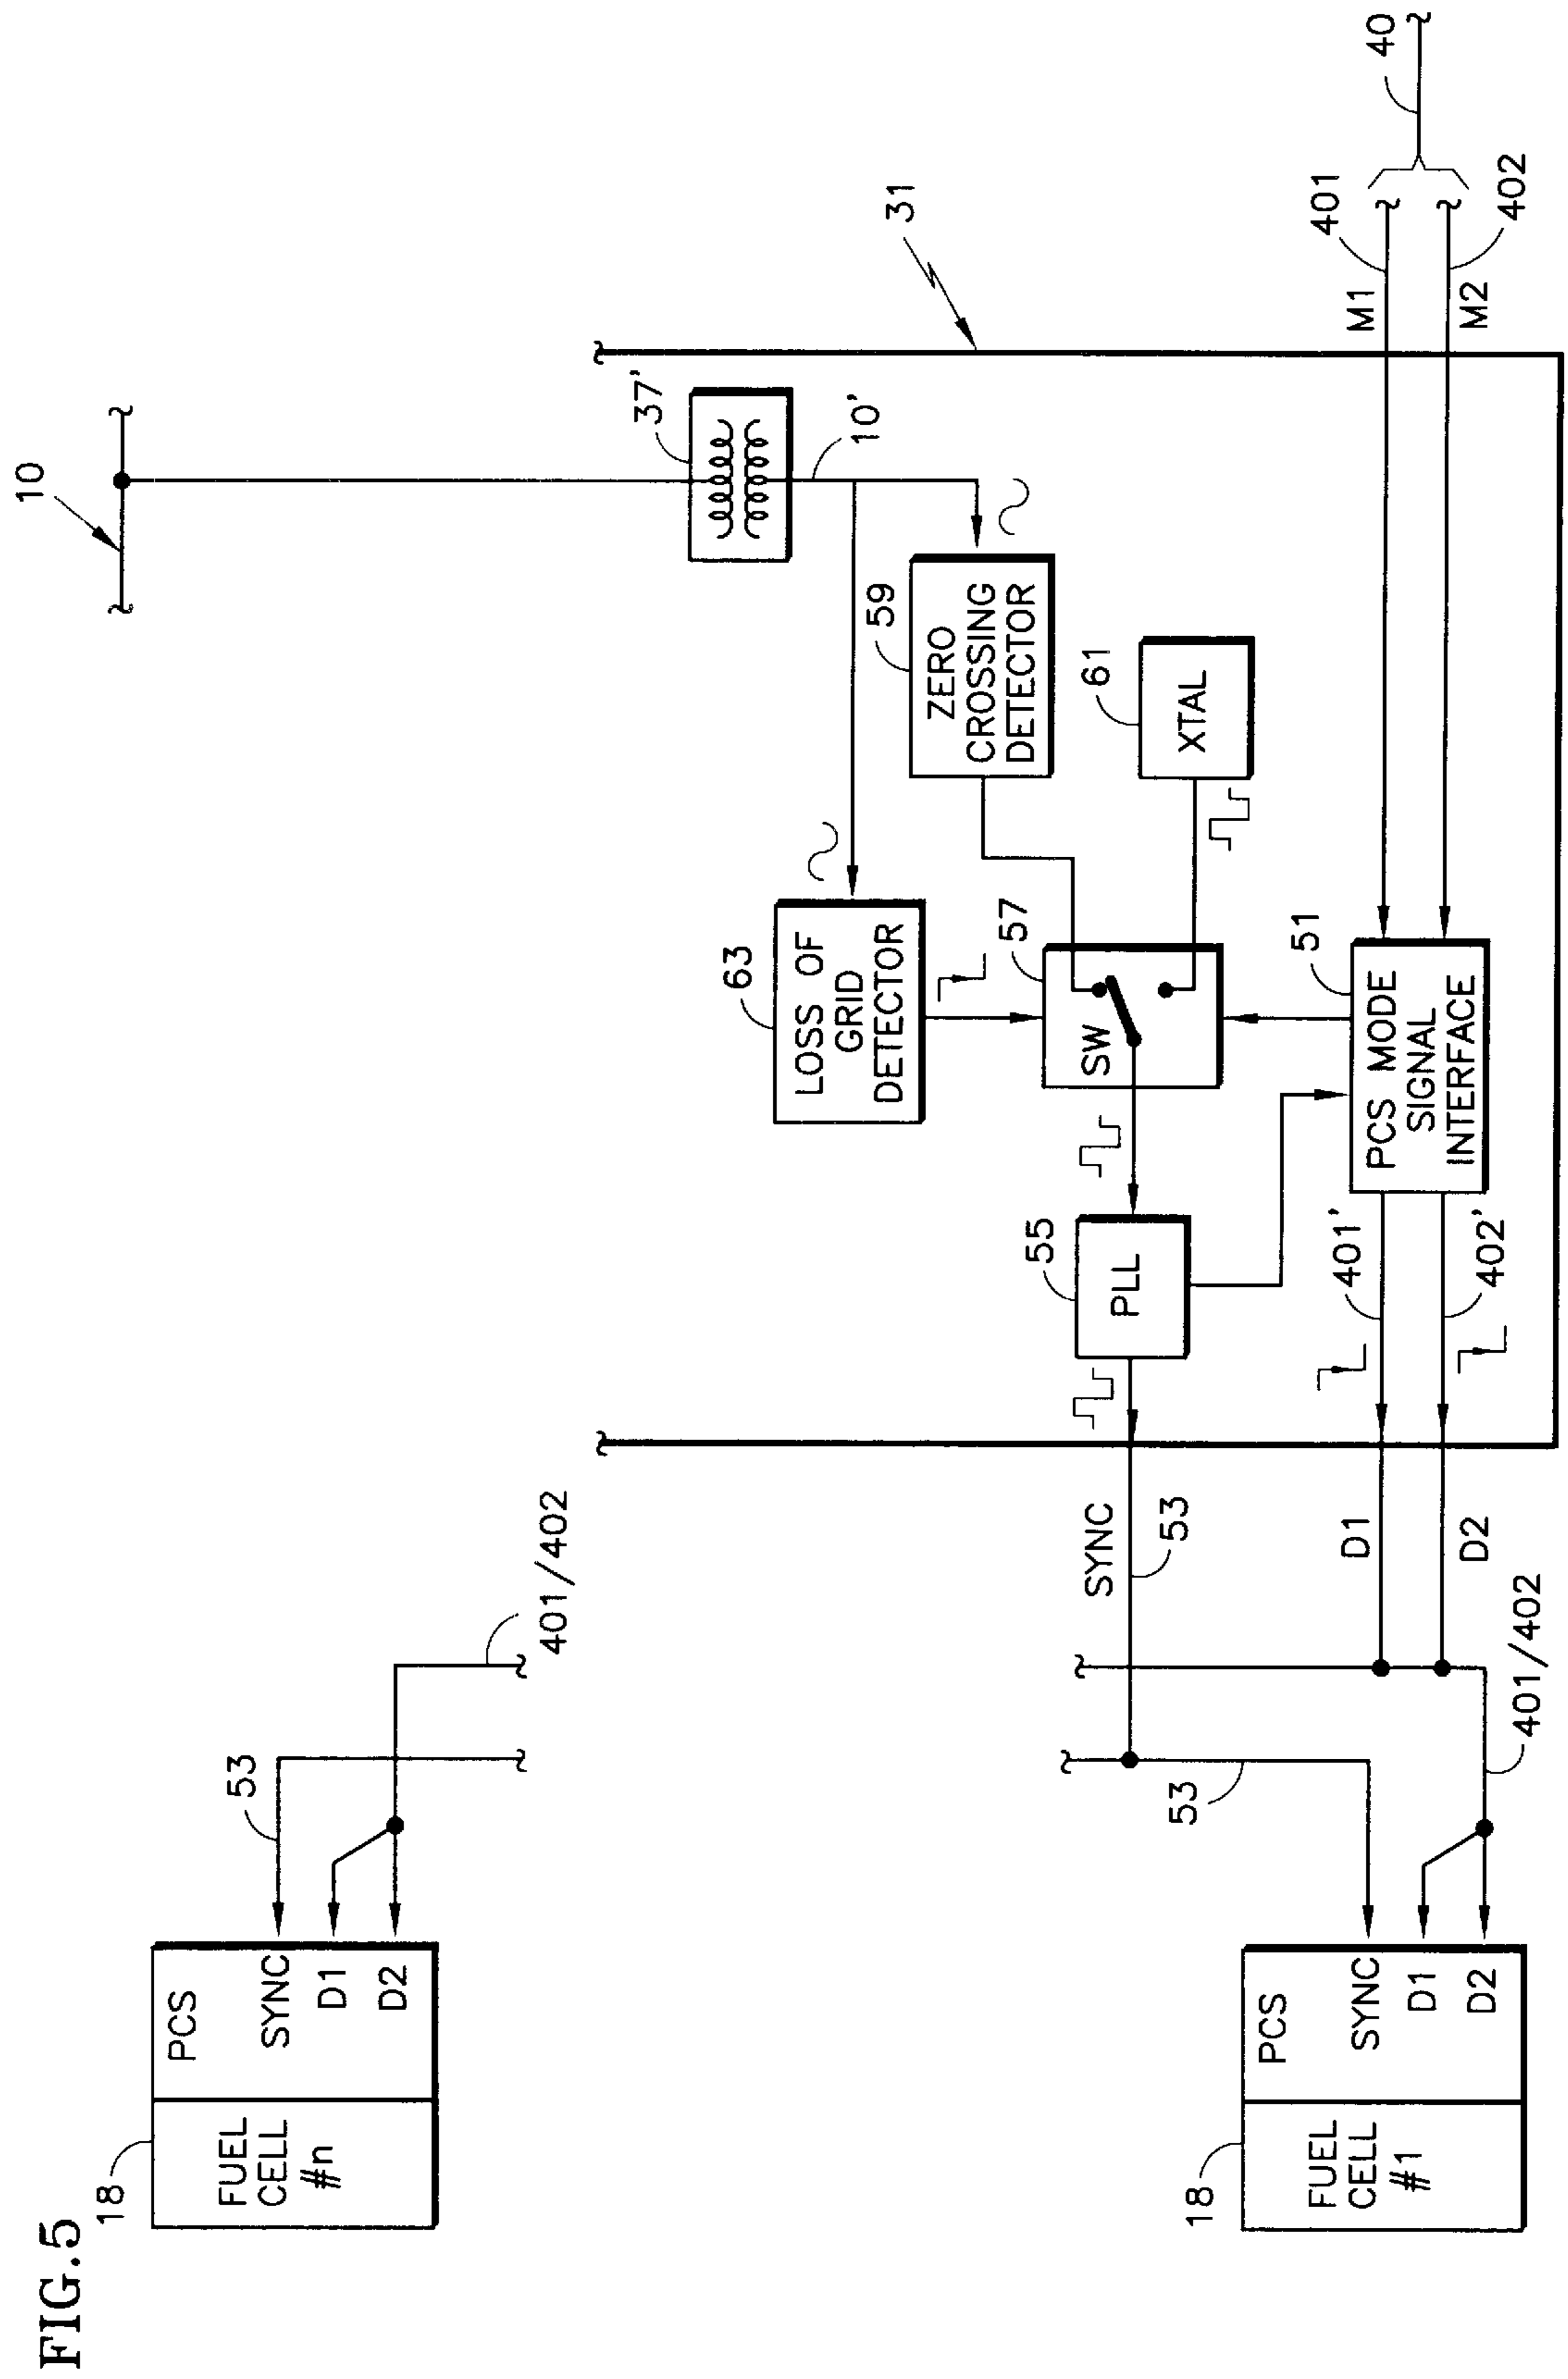 FIG.5
10
37'
10'
31
40
401
M1
M2
402
63
LOSS OF
GRID
DETECTOR
59
ZERO
CROSSING
DETECTOR
61
XTAL
57
SW
55
PLL
51
PCS MODE
SIGNAL
INTERFACE
401'
402'
SYNC
53
D1
D2
401/402
53
18
FUEL
CELL
#n
PCS
SYNC
D1
D2
401/402
53
18
FUEL
CELL
#1
PCS
SYNC
D1
D2